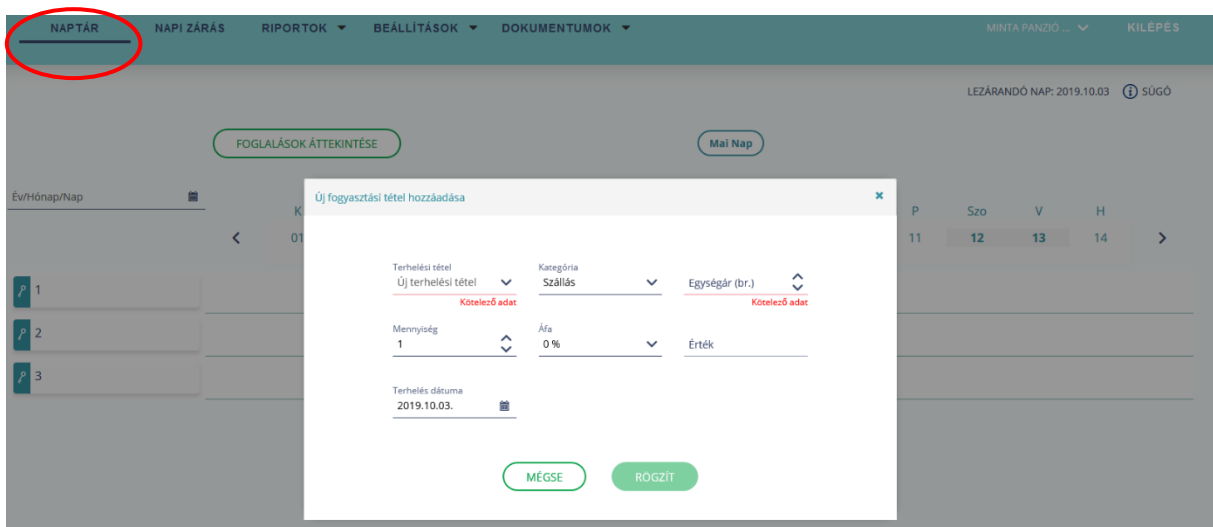 NAPTÁR NAPI ZÁRÁS RIPORTOK BEÁLLÍTÁSOK DOKUMENTUMOK MINTA PANZIÓ ... KILÉPÉS
LEZÁRANDÓ NAP: 2019.10.03 SÚGÓ
FOGLALÁSOK ÁTTEKINTÉSE Mai Nap
Év/Hónap/Nap
Új fogyasztási tétel hozzáadása
K P Szo V H
01 11 12 13 14
Terhelési tétel Kategória
Új terhelési tétel Szállás Egységár (br.)
Kötelező adat Kötelező adat
1
Mennyiség Áfa
1 0 % Érték
2
3
Terhelés dátuma
2019.10.03.
MÉGSE RÖGZÍT